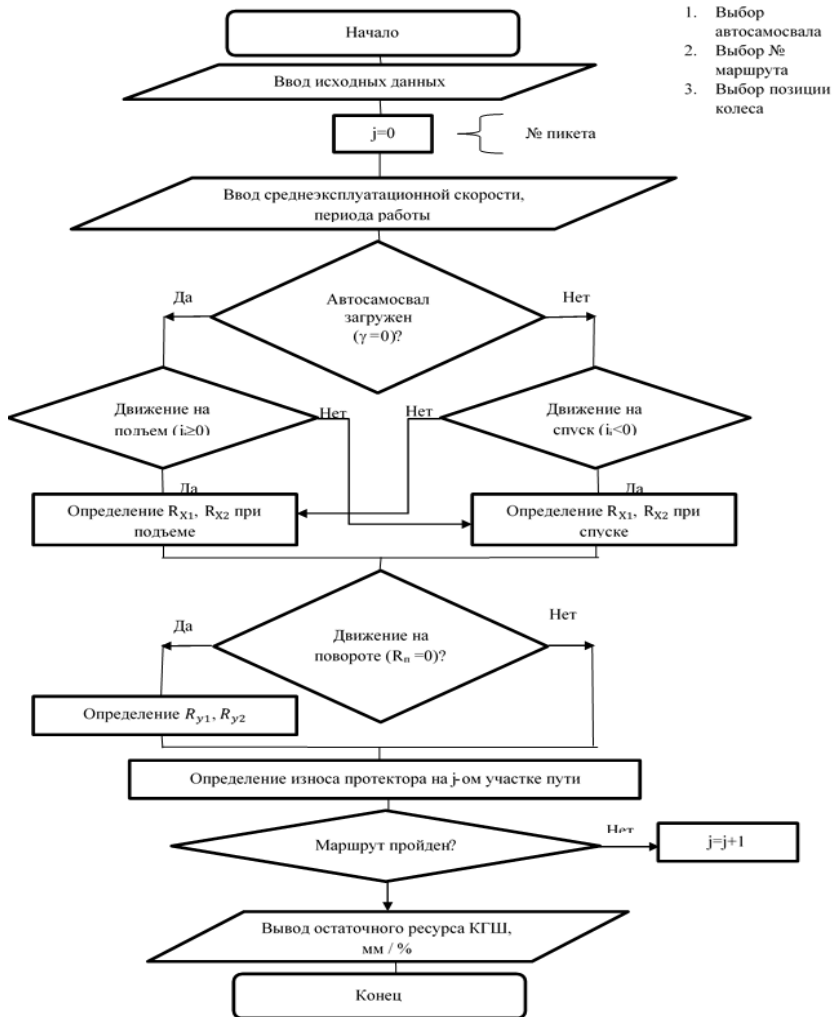 Начало
1. Выбор
автосамосвала
2. Выбор №
маршрута
3. Выбор позиции
колеса
Ввод исходных данных
j=0
№ пикета
Ввод среднеэксплуатационной скорости,
периода работы
Да
Автосамосвал
загружен
(γ =0)?
Нет
Движение на
подъем (i≥0)
Нет
Нет
Движение на
спуск (i<0)
Да
Да
Определение R_X1, R_X2 при
подъеме
Определение R_X1, R_X2 при
спуске
Да
Движение на
повороте (R_п =0)?
Нет
Определение R_y1, R_y2
Определение износа протектора на j-ом участке пути
Маршрут пройден?
Нет
j=j+1
Вывод остаточного ресурса КГШ,
мм / %
Конец